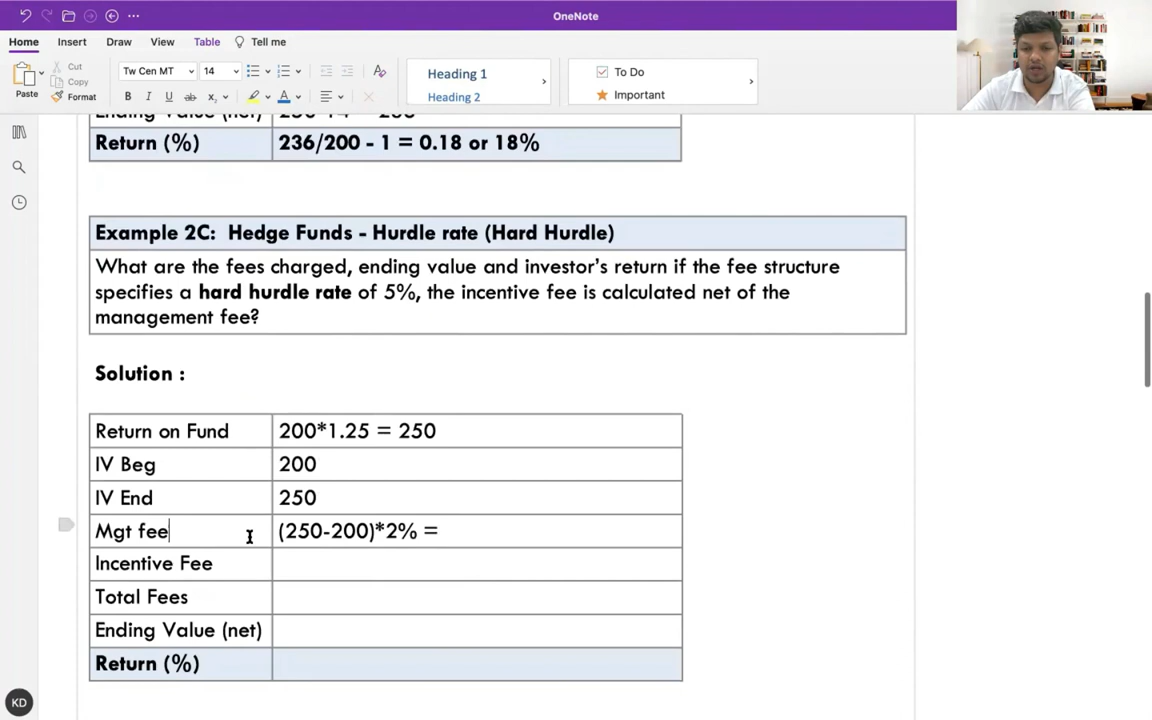 OneNote
Home Insert Draw View Table Tell me
Paste
Cut
Copy
Format
Tw Cen MT 14
B I U ab x₂ A
Heading 1
Heading 2
To Do
Important
Return (%) 236/200 - 1 = 0.18 or 18%
Example 2C: Hedge Funds - Hurdle rate (Hard Hurdle)
What are the fees charged, ending value and investor's return if the fee structure
specifies a hard hurdle rate of 5%, the incentive fee is calculated net of the
management fee?
Solution :
Return on Fund 200*1.25 = 250
IV Beg 200
IV End 250
Mgt fee (250-200)*2% =
Incentive Fee
Total Fees
Ending Value (net)
Return (%)
KD